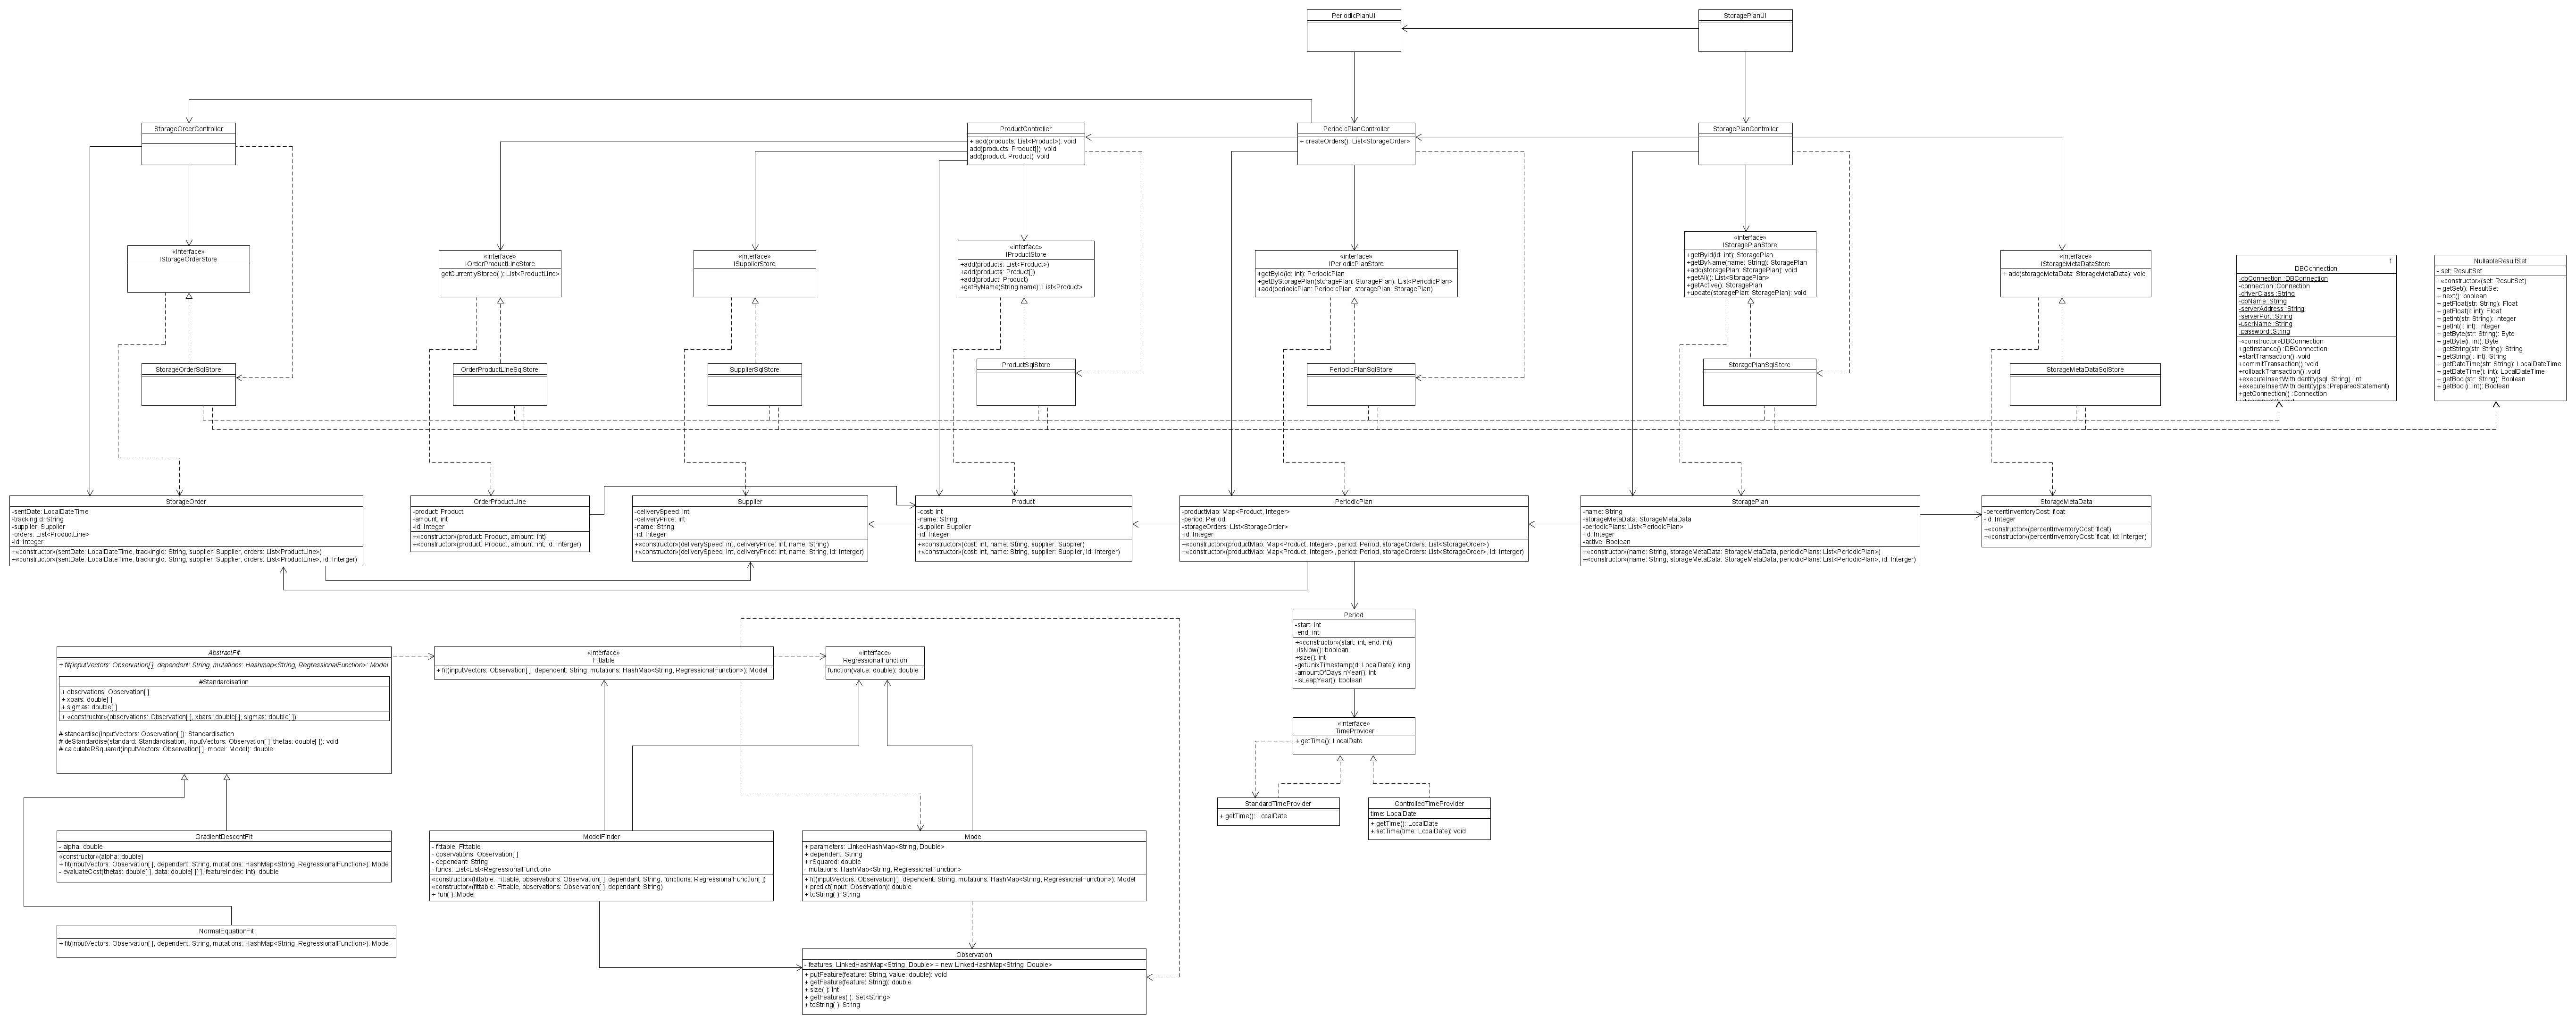 PeriodicPlanUI
StoragePlanUI
StorageOrderController
ProductController
+ add(products: List<Product>): void
add(products: Product[]): void
add(product: Product): void
PeriodicPlanController
+ createOrders(): List<StorageOrder>
StoragePlanController
«interface»
IStorageOrderStore
«interface»
IOrderProductLineStore
getCurrentlyStored( ): List<ProductLine>
«interface»
ISupplierStore
«interface»
IProductStore
+add(products: List<Product>)
+add(products: Product[])
+add(product: Product)
+getByName(String name): List<Product>
«interface»
IPeriodicPlanStore
+getById(id: int): PeriodicPlan
+getByStoragePlan(storagePlan: StoragePlan): List<PeriodicPlan>
+add(periodicPlan: PeriodicPlan, storagePlan: StoragePlan)
«interface»
IStoragePlanStore
+getById(id: int): StoragePlan
+getByName(name: String): StoragePlan
+add(storagePlan: StoragePlan): void
+getAll(): List<StoragePlan>
+getActive(): StoragePlan
+update(storagePlan: StoragePlan): void
«interface»
IStorageMetaDataStore
+ add(storageMetaData: StorageMetaData): void
1
DBConnection
-dbConnection :DBConnection
-connection :Connection
-driverClass :String
-dbName :String
-serverAddress :String
-serverPort :String
-userName :String
-password :String
-«constructor»DBConnection
+getInstance() :DBConnection
+startTransaction() :void
+commitTransaction() :void
+rollbackTransaction() :void
+executeInsertWithIdentity(sql :String) :int
+executeInsertWithIdentity(ps :PreparedStatement)
+getConnection() :Connection
NullableResultSet
- set: ResultSet
+«constructor»(set: ResultSet)
+ getSet(): ResultSet
+ next(): boolean
+ getFloat(str: String): Float
+ getFloat(i: int): Float
+ getInt(str: String): Integer
+ getInt(i: int): Integer
+ getByte(str: String): Byte
+ getByte(i: int): Byte
+ getString(str: String): String
+ getString(i: int): String
+ getDateTime(str: String): LocalDateTime
+ getDateTime(i: int): LocalDateTime
+ getBool(str: String): Boolean
+ getBool(i: int): Boolean
StorageOrderSqlStore
OrderProductLineSqlStore
SupplierSqlStore
ProductSqlStore
PeriodicPlanSqlStore
StoragePlanSqlStore
StorageMetaDataSqlStore
StorageOrder
-sentDate: LocalDateTime
-trackingId: String
-supplier: Supplier
-orders: List<ProductLine>
-id: Integer
+«constructor»(sentDate: LocalDateTime, trackingId: String, supplier: Supplier, orders: List<ProductLine>)
+«constructor»(sentDate: LocalDateTime, trackingId: String, supplier: Supplier, orders: List<ProductLine>, id: Interger)
OrderProductLine
-product: Product
-amount: int
-id: Integer
+«constructor»(product: Product, amount: int)
+«constructor»(product: Product, amount: int, id: Interger)
Supplier
-deliverySpeed: int
-deliveryPrice: int
-name: String
-id: Integer
+«constructor»(deliverySpeed: int, deliveryPrice: int, name: String)
+«constructor»(deliverySpeed: int, deliveryPrice: int, name: String, id: Interger)
Product
-cost: int
-name: String
-supplier: Supplier
-id: Integer
+«constructor»(cost: int, name: String, supplier: Supplier)
+«constructor»(cost: int, name: String, supplier: Supplier, id: Integer)
PeriodicPlan
-productMap: Map<Product, Integer>
-period: Period
-storageOrders: List<StorageOrder>
-id: Integer
+«constructor»(productMap: Map<Product, Integer>, period: Period, storageOrders: List<StorageOrder>)
+«constructor»(productMap: Map<Product, Integer>, period: Period, storageOrders: List<StorageOrder>, id: Integer)
StoragePlan
-name: String
-storageMetaData: StorageMetaData
-periodicPlans: List<PeriodicPlan>
-id: Integer
-active: Boolean
+«constructor»(name: String, storageMetaData: StorageMetaData, periodicPlans: List<PeriodicPlan>)
+«constructor»(name: String, storageMetaData: StorageMetaData, periodicPlans: List<PeriodicPlan>, id: Interger)
StorageMetaData
-percentInventoryCost: float
-id: Integer
+«constructor»(percentInventoryCost: float)
+«constructor»(percentInventoryCost: float, id: Interger)
Period
-start: int
-end: int
+«constructor»(start: int, end: int)
+isNow(): boolean
+size(): int
-getUnixTimestamp(d: LocalDate): long
-amountOfDaysInYear(): int
-isLeapYear(): boolean
AbstractFit
+ fit(inputVectors: Observation[ ], dependent: String, mutations: Hashmap<String, RegressionalFunction>: Model
#Standardisation
+ observations: Observation[ ]
+ xbars: double[ ]
+ sigmas: double[ ]
+ «constructor»(observations: Observation[ ], xbars: double[ ], sigmas: double[ ])
# standardise(inputVectors: Observation[ ]): Standardisation
# deStandardise(standard: Standardisation, inputVectors: Observation[ ], thetas: double[ ]): void
# calculateRSquared(inputVectors: Observation[ ], model: Model): double
«interface»
Fittable
+ fit(inputVectors: Observation[ ], dependent: String, mutations: HashMap<String, RegressionalFunction>): Model
«interface»
RegressionalFunction
function(value: double): double
«interface»
ITimeProvider
+ getTime(): LocalDate
StandardTimeProvider
+ getTime(): LocalDate
ControlledTimeProvider
time: LocalDate
+ getTime(): LocalDate
+ setTime(time: LocalDate): void
GradientDescentFit
- alpha: double
«constructor»(alpha: double)
+ fit(inputVectors: Observation[ ], dependent: String, mutations: HashMap<String, RegressionalFunction>): Model
- evaluateCost(thetas: double[ ], data: double[ ][ ], featureIndex: int): double
ModelFinder
- fittable: Fittable
- observations: Observation[ ]
- dependant: String
- funcs: List<List<RegressionalFunction»
«constructor»(fittable: Fittable, observations: Observation[ ], dependant: String, functions: RegressionalFunction[ ])
«constructor»(fittable: Fittable, observations: Observation[ ], dependant: String)
+ run( ): Model
Model
+ parameters: LinkedHashMap<String, Double>
+ dependent: String
+ rSquared: double
- mutations: HashMap<String, RegressionalFunction>
+ fit(inputVectors: Observation[ ], dependent: String, mutations: HashMap<String, RegressionalFunction>): Model
+ predict(input: Observation): double
+ toString( ): String
NormalEquationFit
+ fit(inputVectors: Observation[ ], dependent: String, mutations: HashMap<String, RegressionalFunction>): Model
Observation
- features: LinkedHashMap<String, Double> = new LinkedHashMap<String, Double>
+ putFeature(feature: String, value: double): void
+ getFeature(feature: String): double
+ size( ): int
+ getFeatures( ): Set<String>
+ toString( ): String